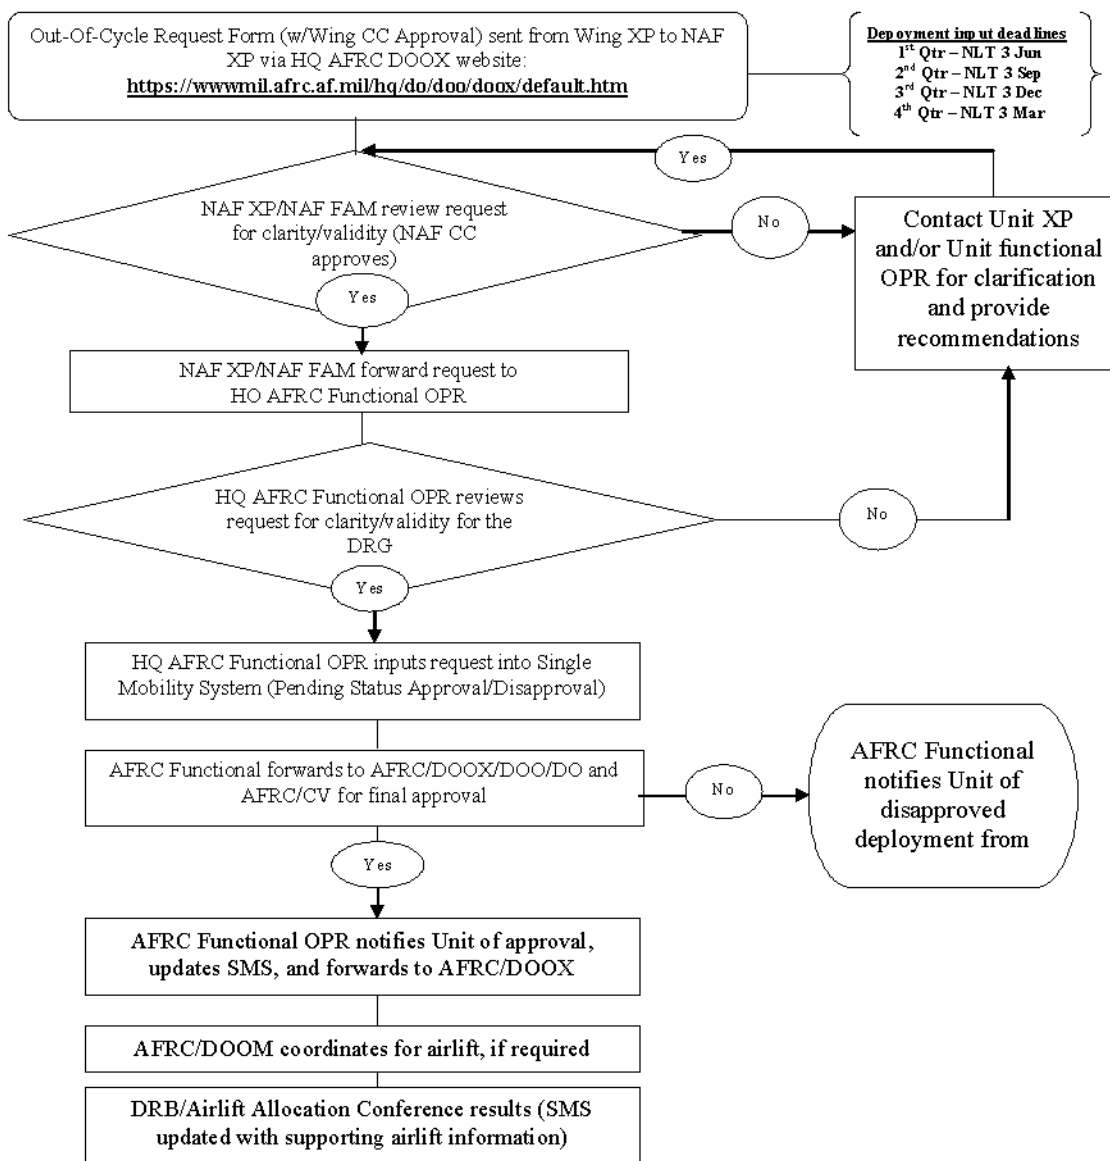 Out-Of-Cycle Request Form (w/Wing CC Approval) sent from Wing XP to NAF
XP via HQ AFRC DOOX website:
https://wwwmil.afrc.af.mil/hq/do/doo/doox/default.htm
Deployment input deadlines
1st Qtr – NLT 3 Jun
2nd Qtr – NLT 3 Sep
3rd Qtr – NLT 3 Dec
4th Qtr – NLT 3 Mar
Yes
NAF XP/NAF FAM review request
for clarity/validity (NAF CC
approves)
No
Contact Unit XP
and/or Unit functional
OPR for clarification
and provide
recommendations
Yes
NAF XP/NAF FAM forward request to
HO AFRC Functional OPR
HQ AFRC Functional OPR reviews
request for clarity/validity for the
DRG
No
Yes
HQ AFRC Functional OPR inputs request into Single
Mobility System (Pending Status Approval/Disapproval)
AFRC Functional forwards to AFRC/DOOX/DOO/DO and
AFRC/CV for final approval
No
AFRC Functional
notifies Unit of
disapproved
deployment from
Yes
AFRC Functional OPR notifies Unit of approval,
updates SMS, and forwards to AFRC/DOOX
AFRC/DOOM coordinates for airlift, if required
DRB/Airlift Allocation Conference results (SMS
updated with supporting airlift information)